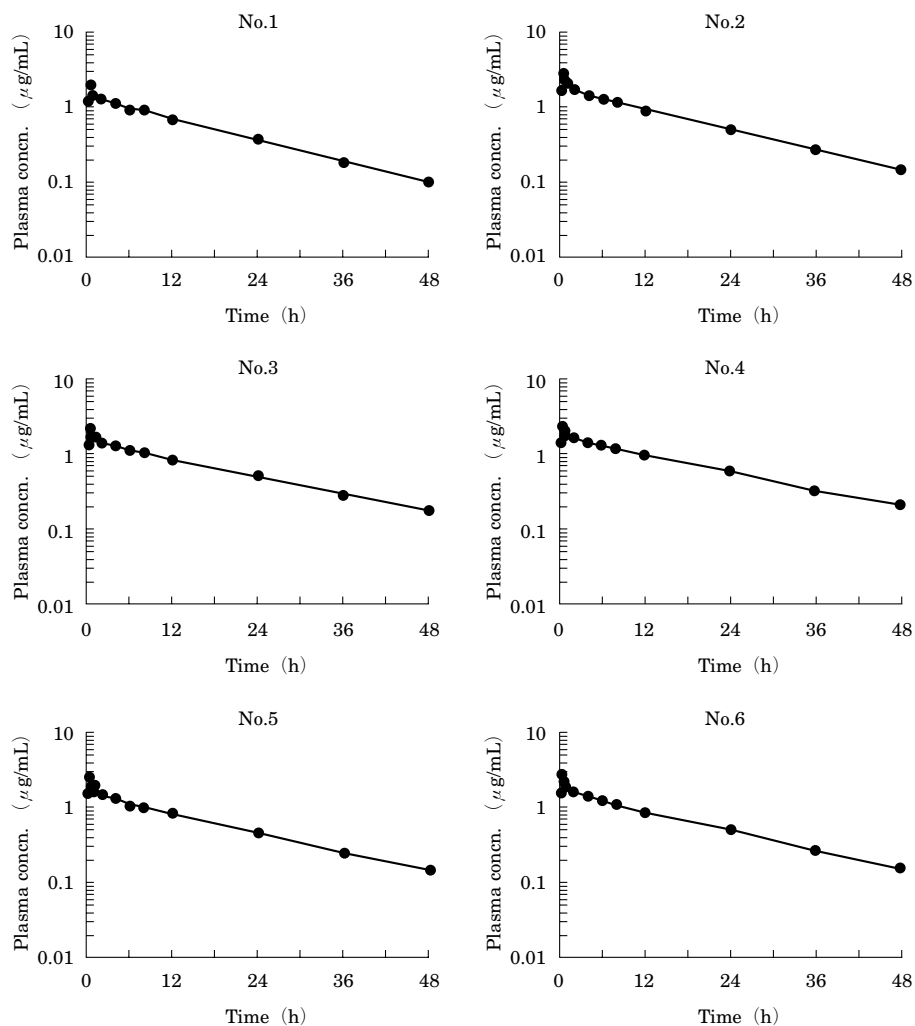 No.1
Plasma concn. (μg/mL)
10
1
0.1
0.01
0 12 24 36 48
Time (h)
No.2
Plasma concn. (μg/mL)
10
1
0.1
0.01
0 12 24 36 48
Time (h)
No.3
Plasma concn. (μg/mL)
10
1
0.1
0.01
0 12 24 36 48
Time (h)
No.4
Plasma concn. (μg/mL)
10
1
0.1
0.01
0 12 24 36 48
Time (h)
No.5
Plasma concn. (μg/mL)
10
1
0.1
0.01
0 12 24 36 48
Time (h)
No.6
Plasma concn. (μg/mL)
10
1
0.1
0.01
0 12 24 36 48
Time (h)